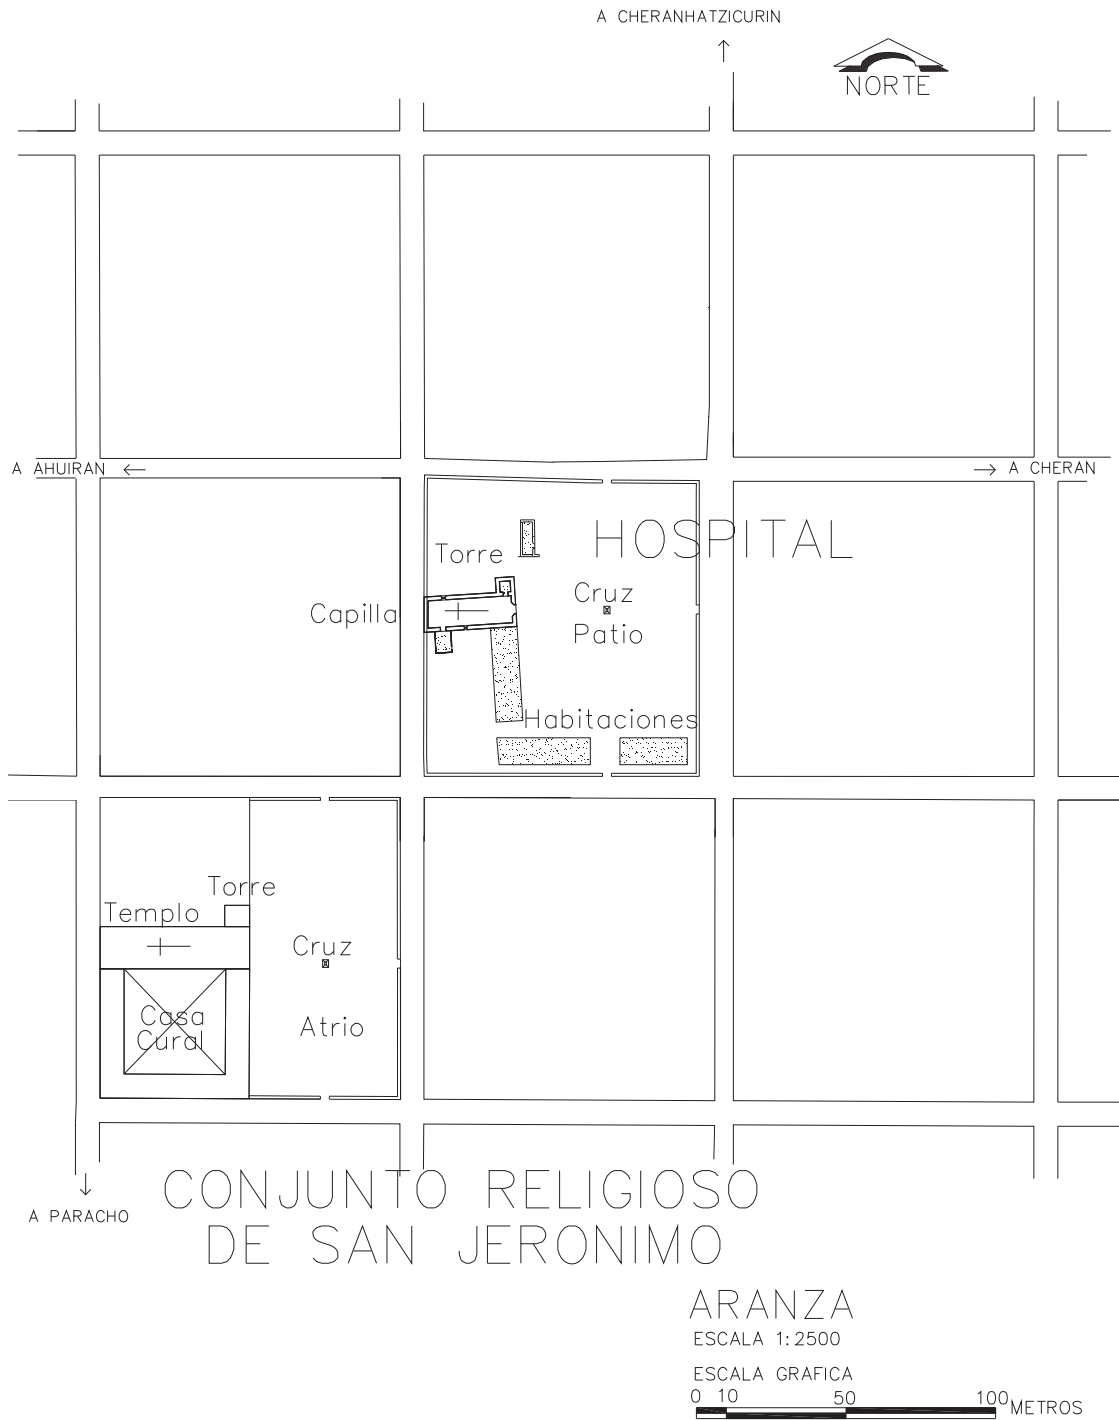 A CHERANHATZICURIN
NORTE
A AHUIRAN
A CHERAN
HOSPITAL
Torre
Cruz
Capilla
Patio
Habitaciones
Torre
Templo
Cruz
Casa
Cural
Atrio
A PARACHO
CONJUNTO RELIGIOSO
DE SAN JERONIMO
ARANZA
ESCALA 1:2500
ESCALA GRAFICA
0 10 50 100 METROS